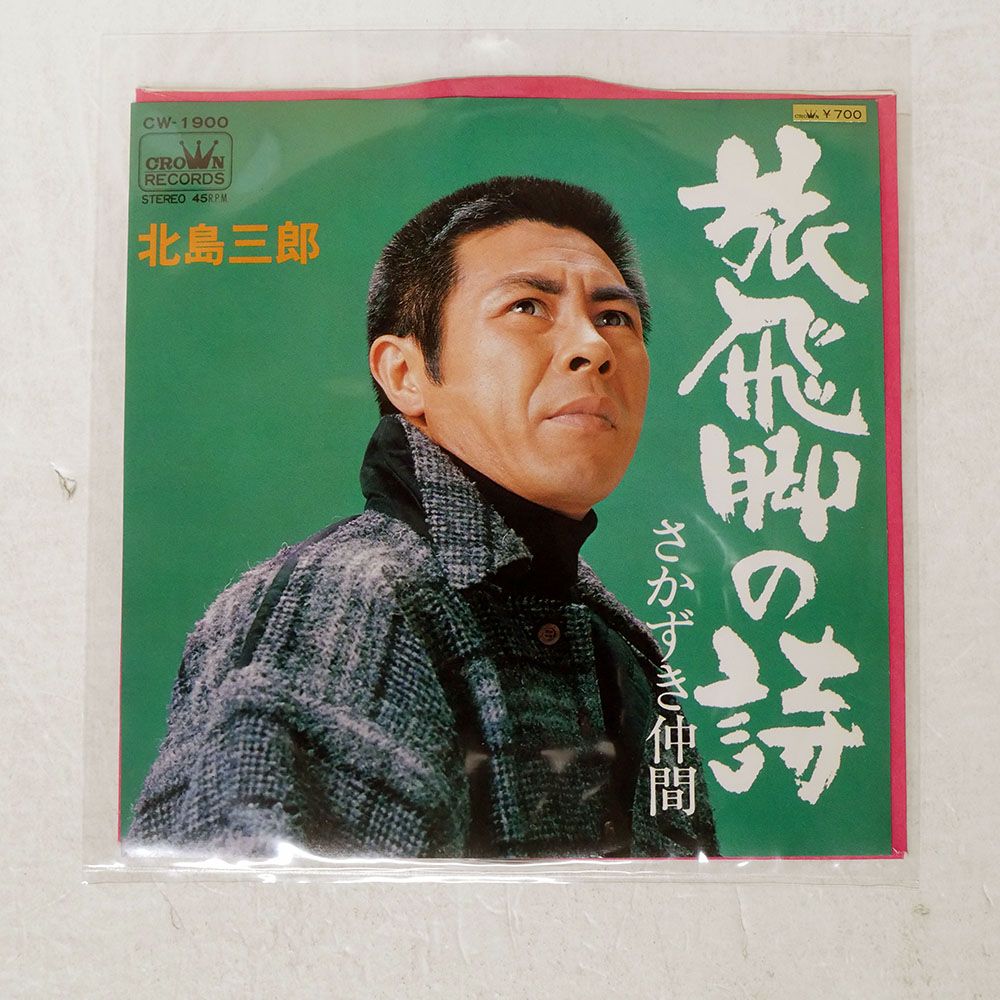 CW-1900
CROWN
RECORDS
STEREO 45R.P.M
北島三郎
CROWN ¥700
旅飛脚の詩
さかずき仲間